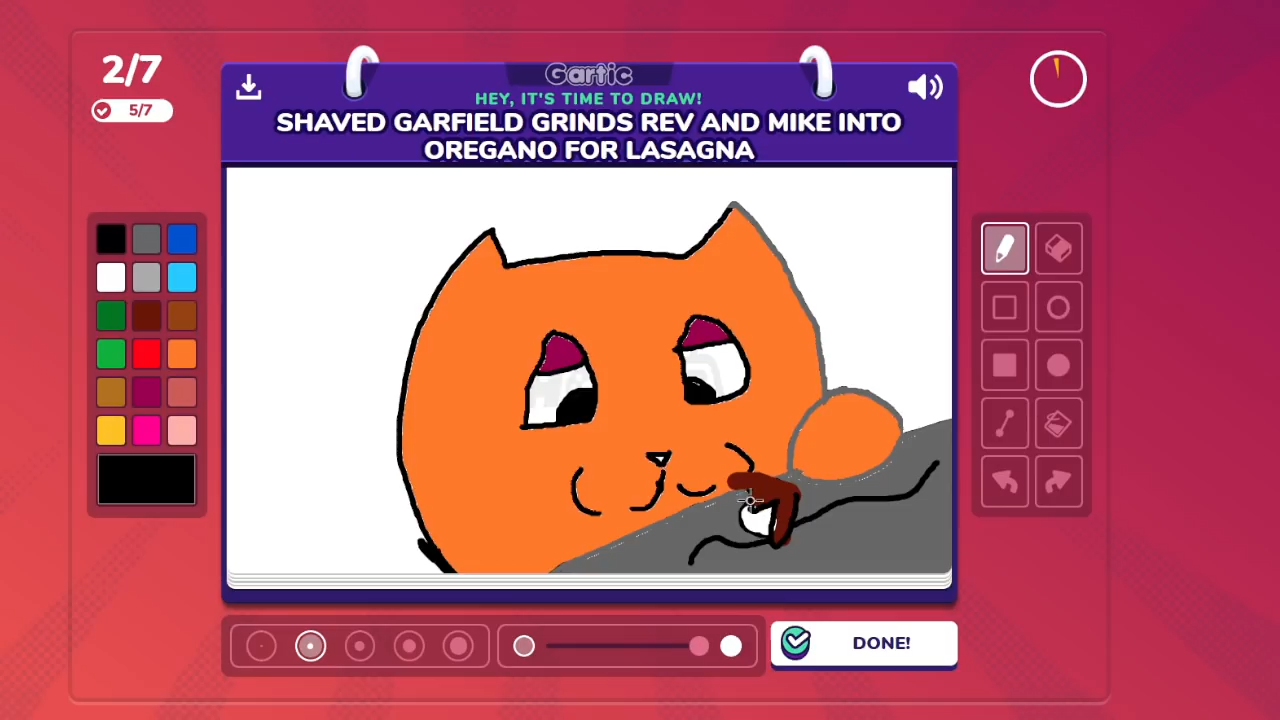 2/7
5/7
Gartic
HEY, IT'S TIME TO DRAW!
SHAVED GARFIELD GRINDS REV AND MIKE INTO
OREGANO FOR LASAGNA
DONE!